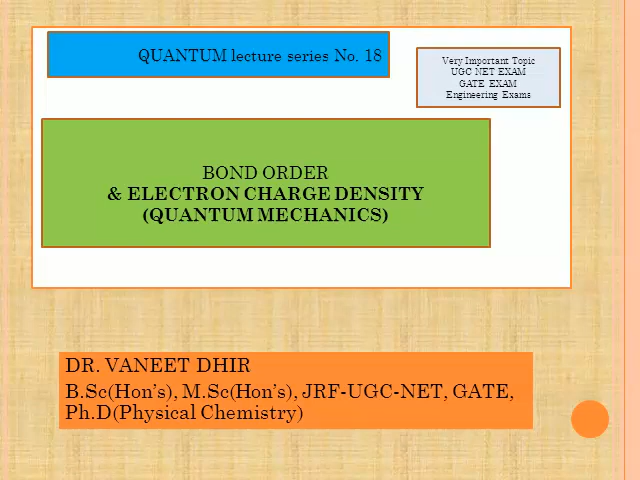 QUANTUM lecture series No. 18
Very Important Topic
UGC NET EXAM
GATE EXAM
Engineering Exams
BOND ORDER
& ELECTRON CHARGE DENSITY
(QUANTUM MECHANICS)
DR. VANEET DHIR
B.Sc(Hon’s), M.Sc(Hon’s), JRF-UGC-NET, GATE,
Ph.D(Physical Chemistry)